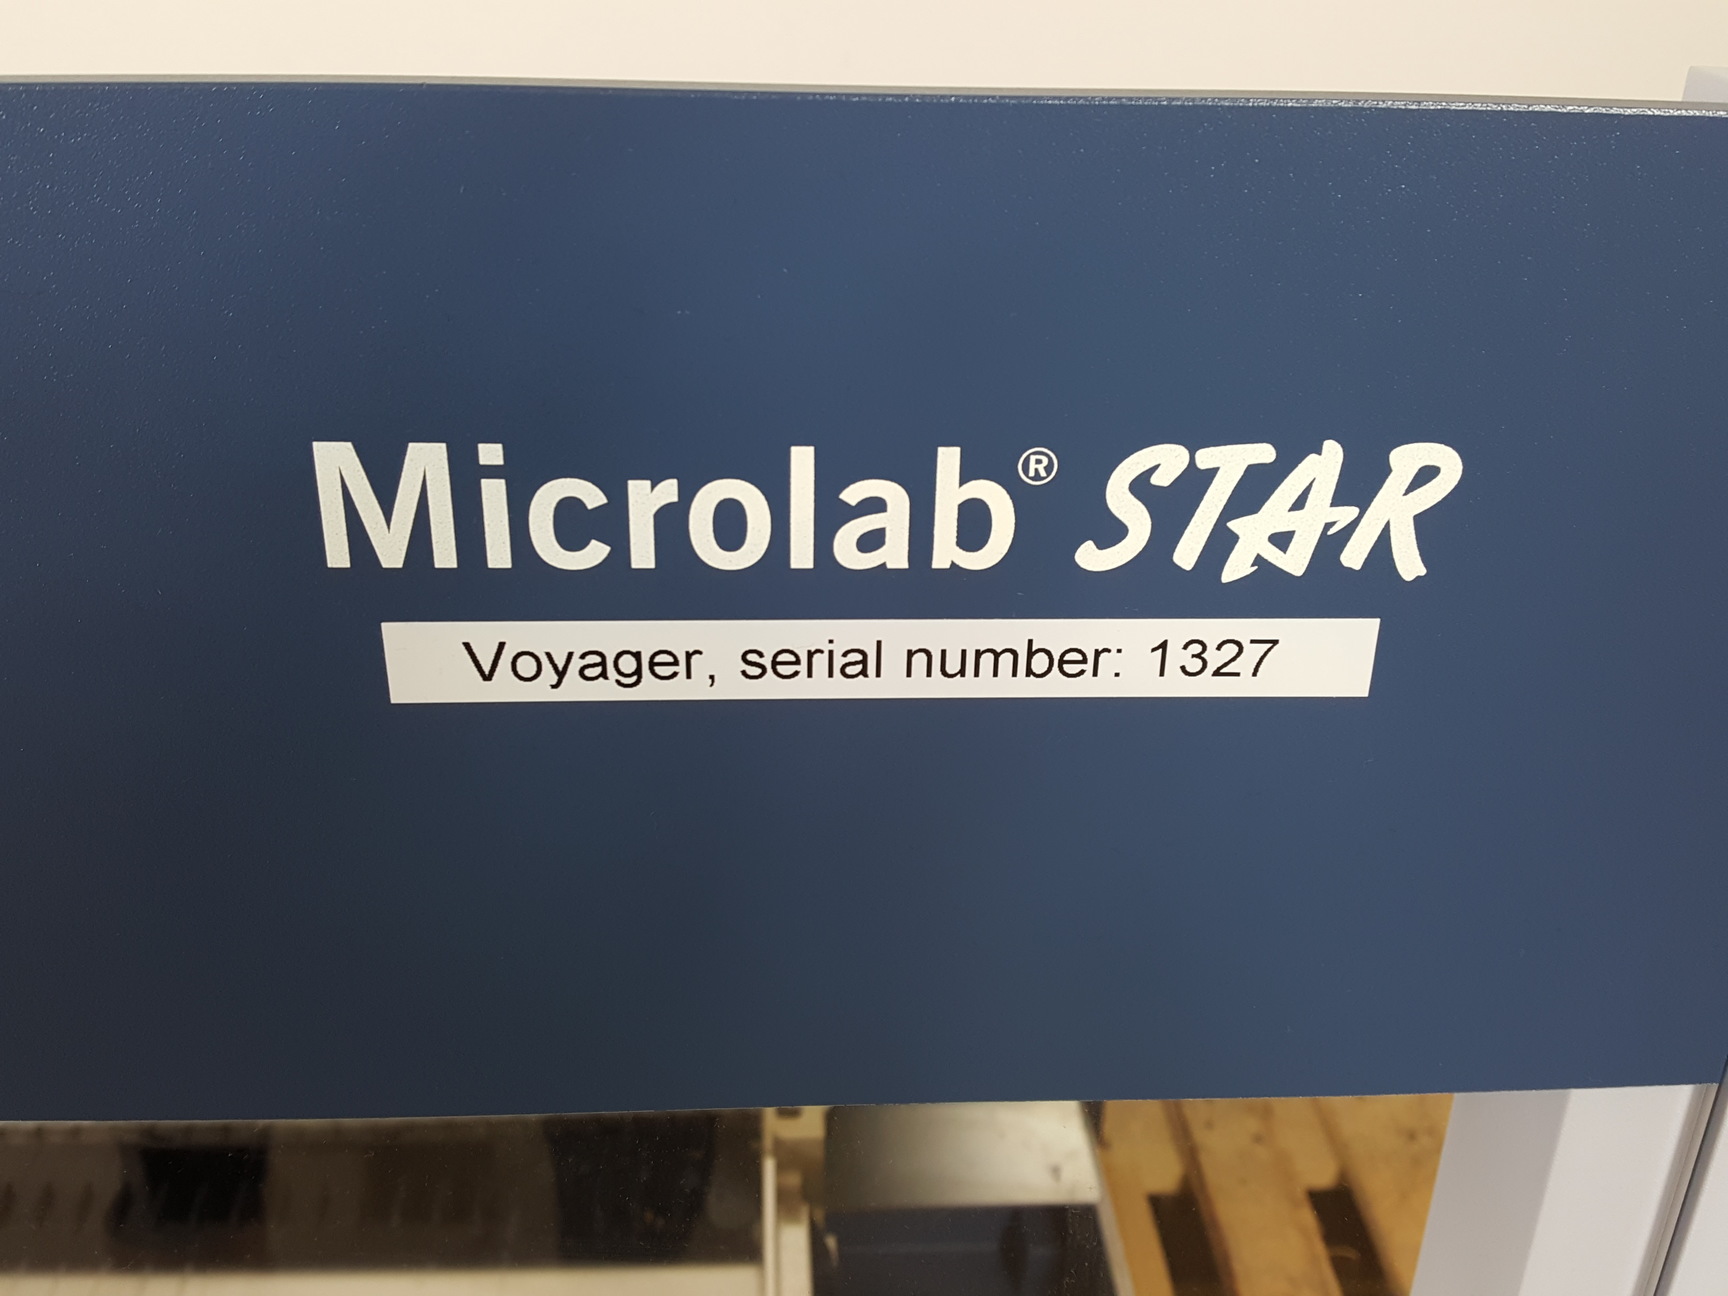 Microlab® STAR
Voyager, serial number: 1327